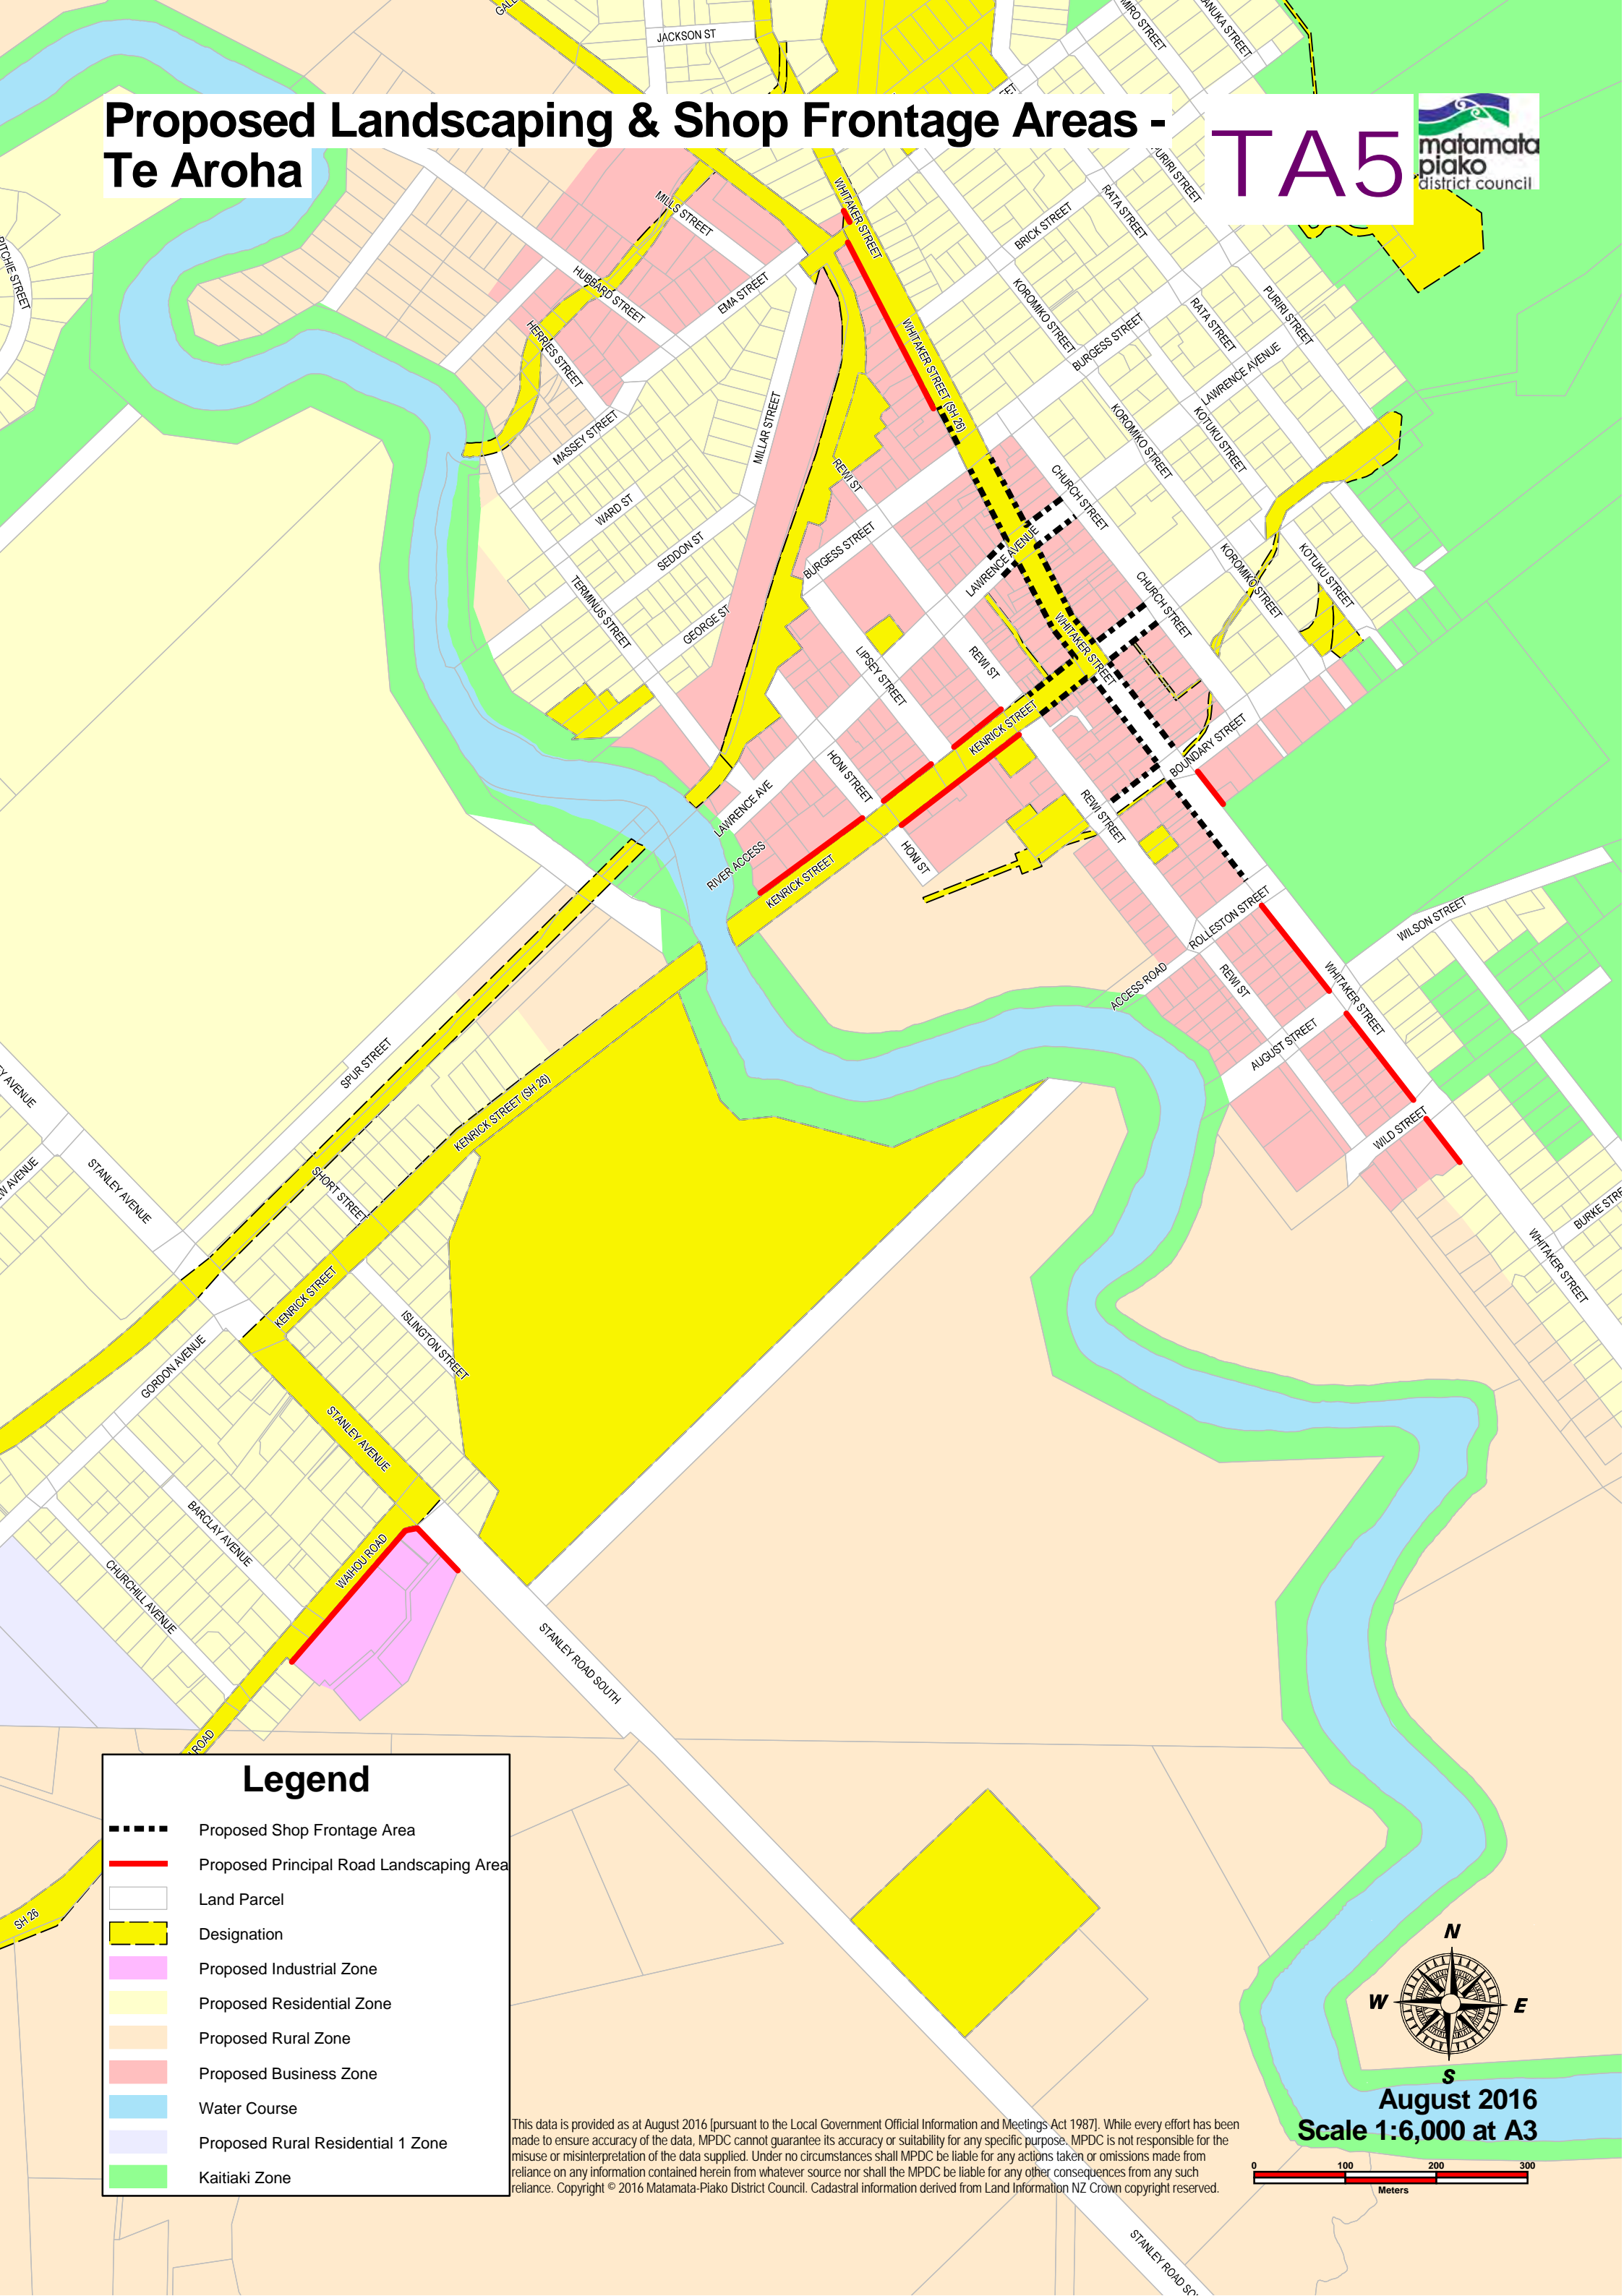 JACKSON ST
Proposed Landscaping & Shop Frontage Areas -
Te Aroha
TA5
matamata
piako
district council
MIRO STREET
PURIRI STREET
RATA STREET
BRICK STREET
WHITAKER STREET
MILLS STREET
HUBBARD STREET
EMA STREET
KOROMIKO STREET
RATA STREET
PURIRI STREET
BURGESS STREET
LAWRENCE AVENUE
HERRIES STREET
WHITAKER STREET (SH 26)
MASSEY STREET
MILLAR STREET
KOROMIKO STREET
KOTUKU STREET
RITCHIE STREET
WARD ST
SEDDON ST
REWI ST
BURGESS STREET
CHURCH STREET
LAWRENCE AVENUE
KOROMIKO STREET
KOTUKU STREET
TERMINUS STREET
GEORGE ST
CHURCH STREET
WHITAKER STREET
LIPSEY STREET
REWI ST
KENRICK STREET
BOUNDARY STREET
HONI STREET
LAWRENCE AVE
REWI STREET
RIVER ACCESS
KENRICK STREET
HONI ST
ROLLESTON STREET
WILSON STREET
ACCESS ROAD
REWI ST
WHITAKER STREET
AUGUST STREET
SPUR STREET
KENRICK STREET (SH 26)
WILD STREET
STANLEY AVENUE
SHORT STREET
WHITAKER STREET
KENRICK STREET
GORDON AVENUE
ISLINGTON STREET
STANLEY AVENUE
BARCLAY AVENUE
WAIHOU ROAD
CHURCHILL AVENUE
STANLEY ROAD SOUTH
SH 26
Legend
Proposed Shop Frontage Area
Proposed Principal Road Landscaping Area
Land Parcel
Designation
Proposed Industrial Zone
Proposed Residential Zone
Proposed Rural Zone
Proposed Business Zone
Water Course
Proposed Rural Residential 1 Zone
Kaitiaki Zone
N
W E
S
August 2016
Scale 1:6,000 at A3
0 100 200 300
Meters
This data is provided as at August 2016 [pursuant to the Local Government Official Information and Meetings Act 1987]. While every effort has been
made to ensure accuracy of the data, MPDC cannot guarantee its accuracy or suitability for any specific purpose. MPDC is not responsible for the
misuse or misinterpretation of the data supplied. Under no circumstances shall MPDC be liable for any actions taken or omissions made from
reliance on any information contained herein from whatever source nor shall the MPDC be liable for any other consequences from any such
reliance. Copyright © 2016 Matamata-Piako District Council. Cadastral information derived from Land Information NZ Crown copyright reserved.